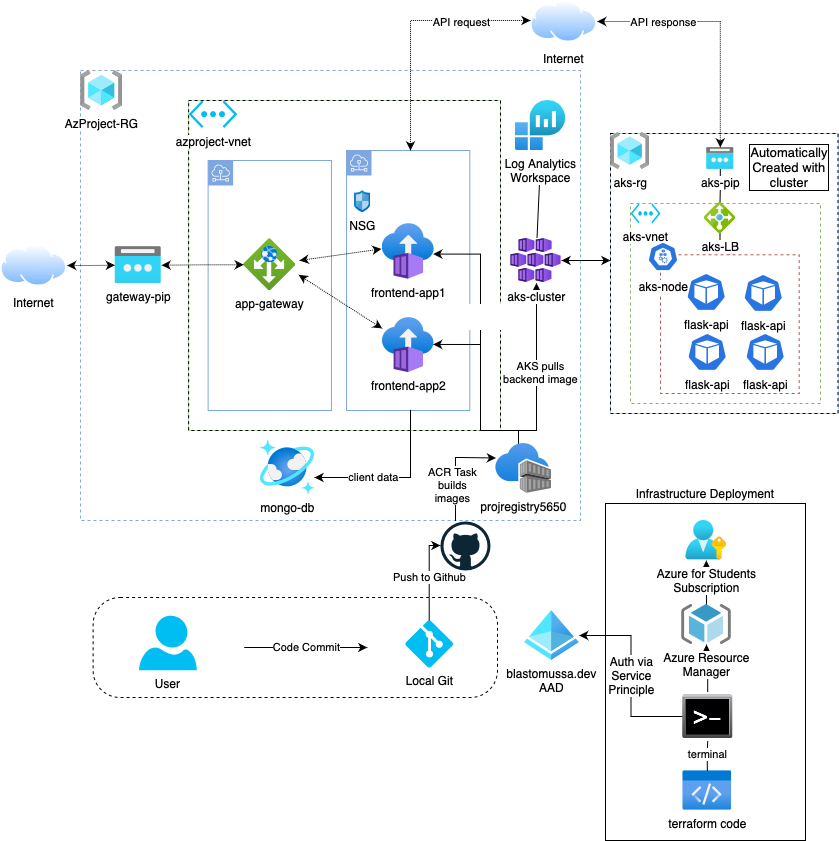 API request
API response
Internet
AzProject-RG
azproject-vnet
Log Analytics
Workspace
aks-rg
aks-pip
Automatically
Created with
cluster
NSG
aks-vnet
aks-LB
frontend-app1
aks-cluster
aks-node
Internet
gateway-pip
app-gateway
flask-api
flask-api
frontend-app2
AKS pulls
backend image
flask-api
flask-api
client data
ACR Task
builds
images
mongo-db
projregistry5650
Infrastructure Deployment
Push to Github
Azure for Students
Subscription
User
Code Commit
Local Git
blastomussa.dev
AAD
Auth via
Service
Principle
Azure Resource
Manager
>-
terminal
</>
terraform code